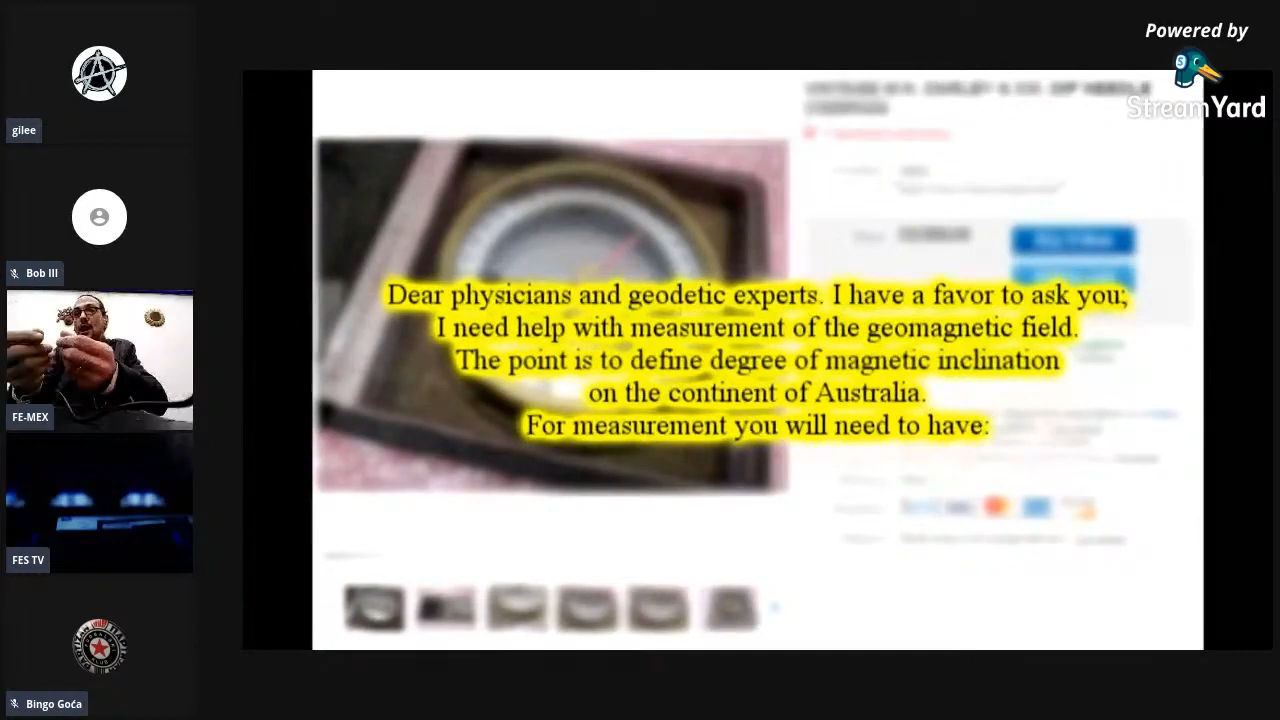 Powered by
StreamYard
gilee
Bob III
FE-MEX
FES TV
Bingo Goća
Dear physicians and geodetic experts. I have a favor to ask you;
I need help with measurement of the geomagnetic field.
The point is to define degree of magnetic inclination
on the continent of Australia.
For measurement you will need to have: